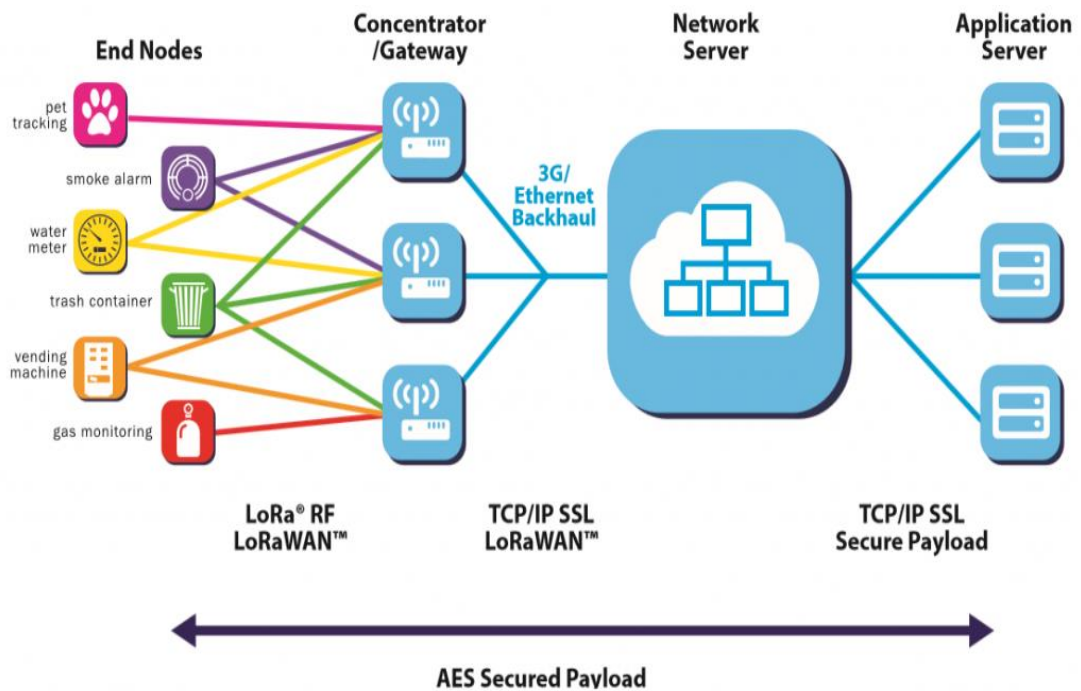 End Nodes
Concentrator
/Gateway
Network
Server
Application
Server
pet
tracking
smoke alarm
water
meter
trash container
vending
machine
gas monitoring
3G/
Ethernet
Backhaul
LoRa® RF
LoRaWAN™
TCP/IP SSL
LoRaWAN™
TCP/IP SSL
Secure Payload
AES Secured Payload